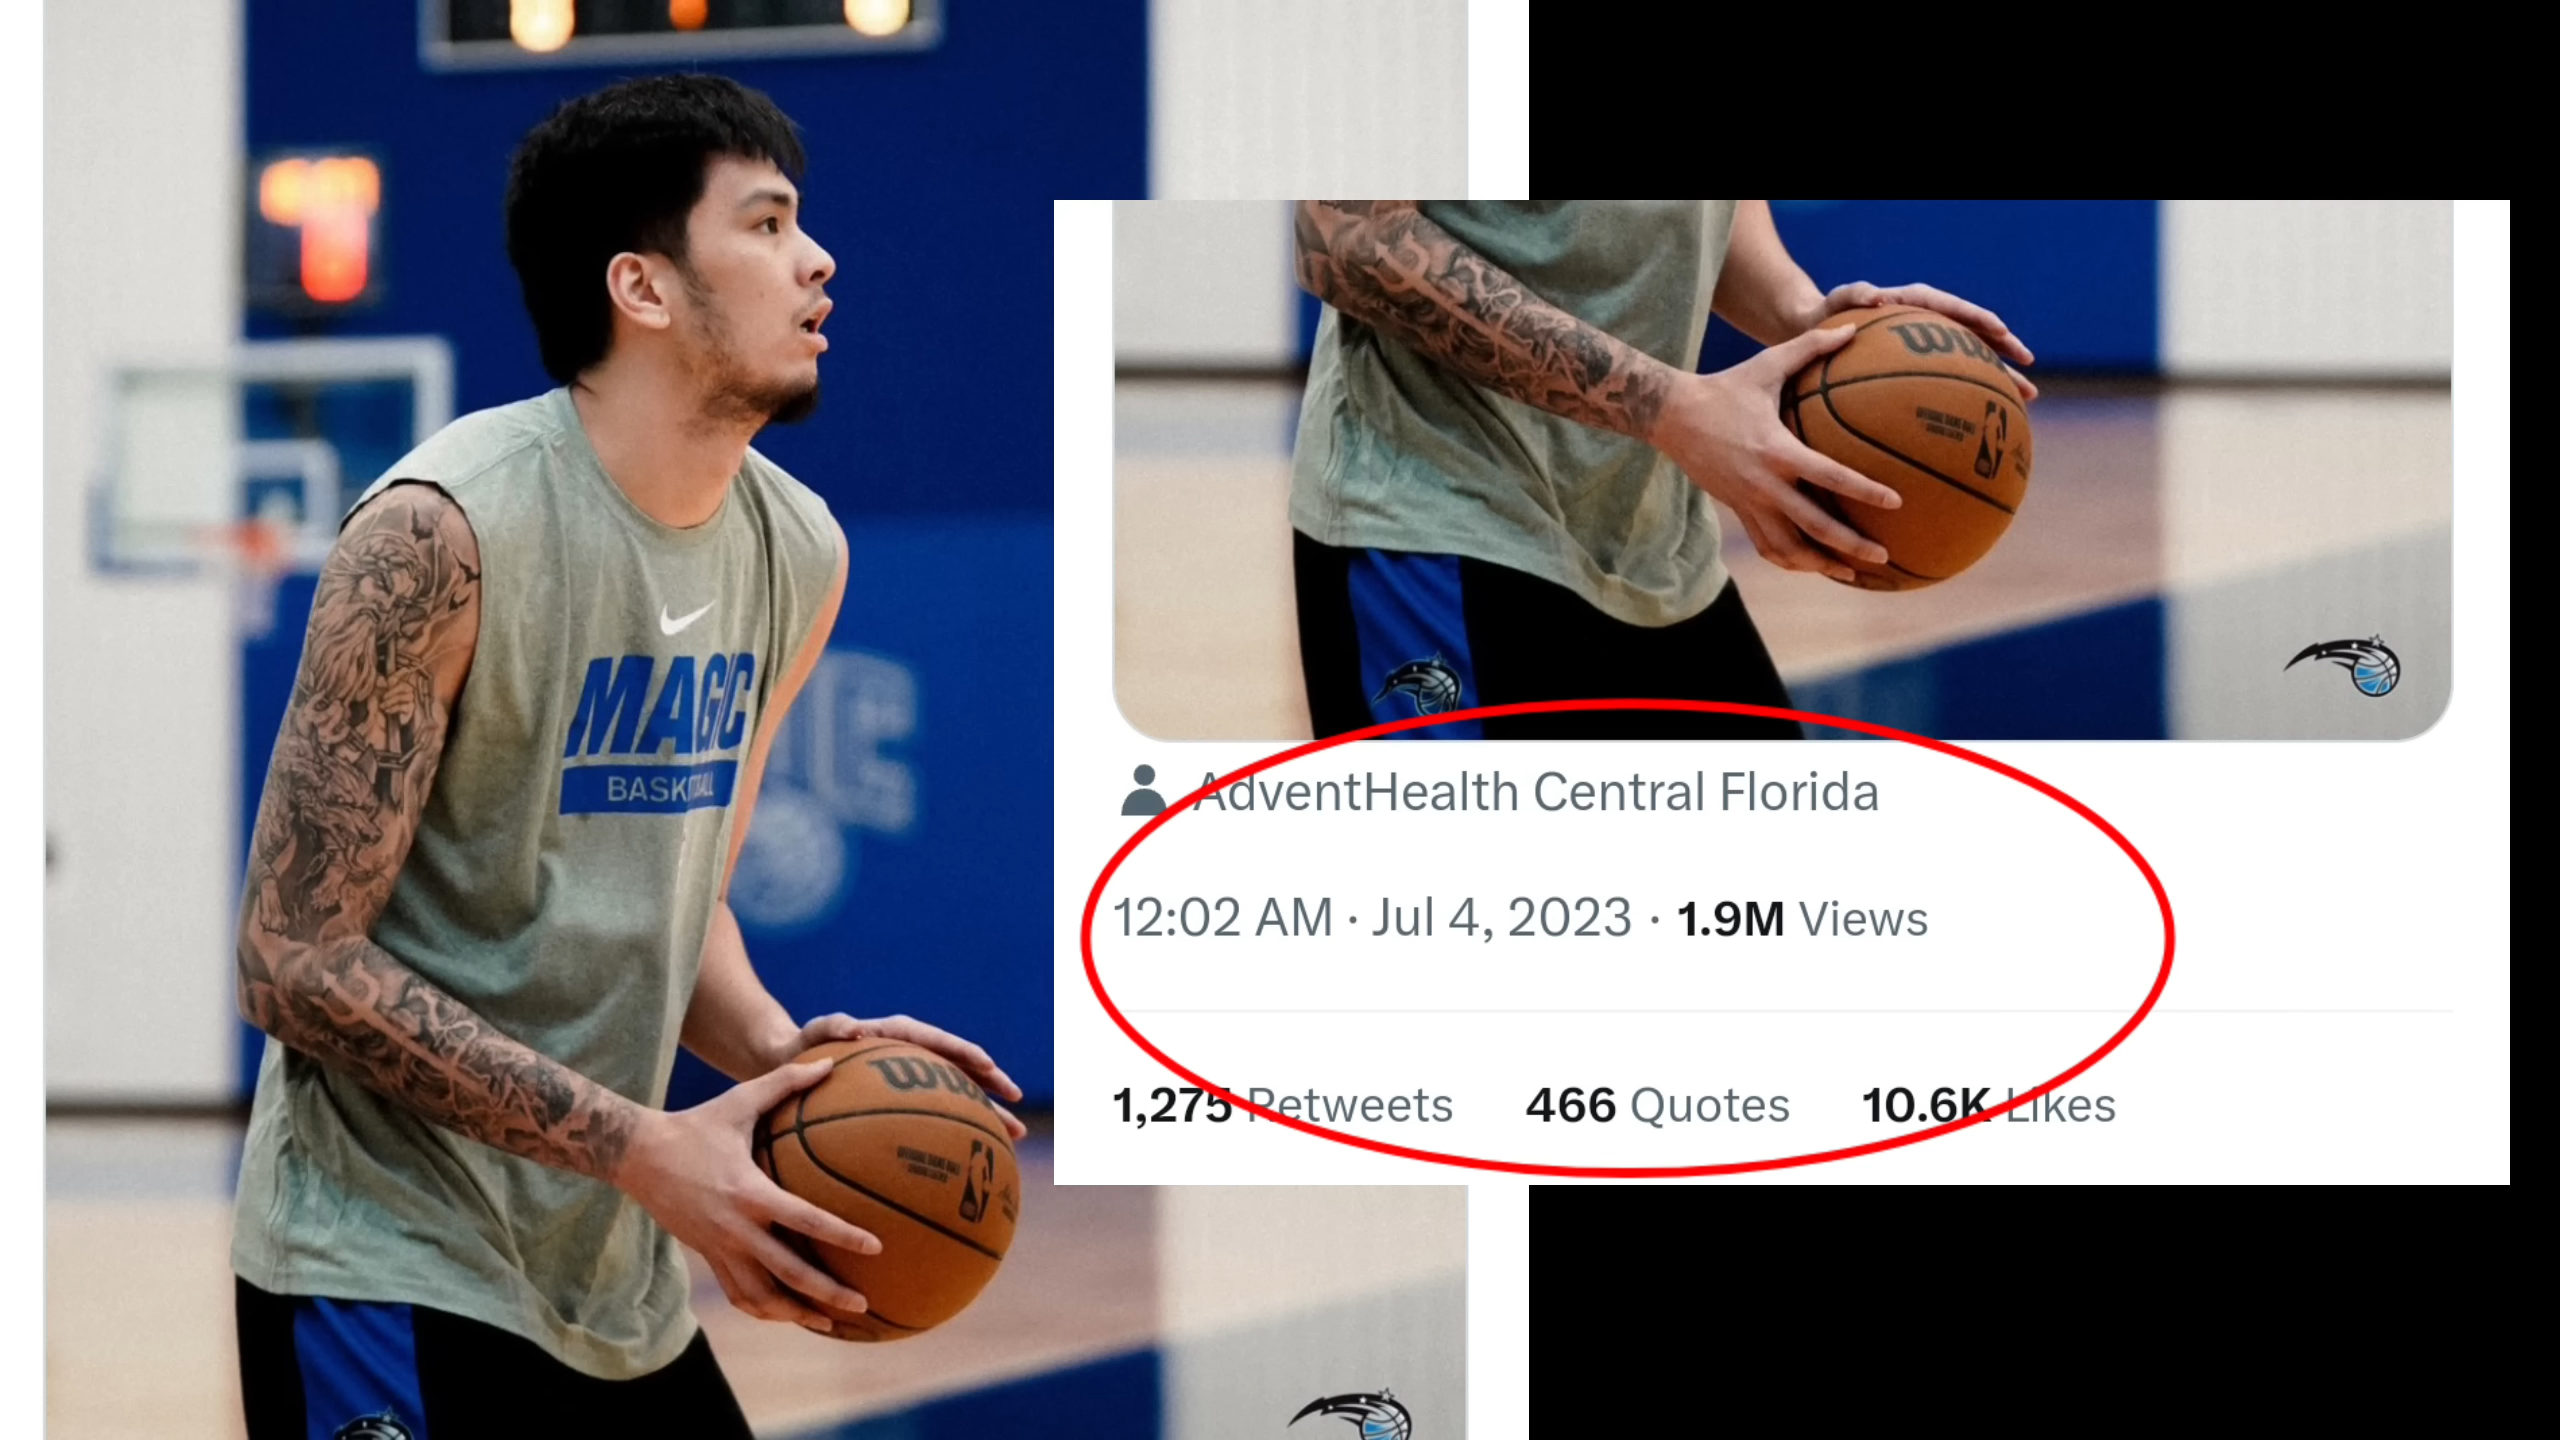 MAGIC
BASKETBALL
AdventHealth Central Florida
12:02 AM · Jul 4, 2023 · 1.9M Views
1,275 Retweets 466 Quotes 10.6K Likes